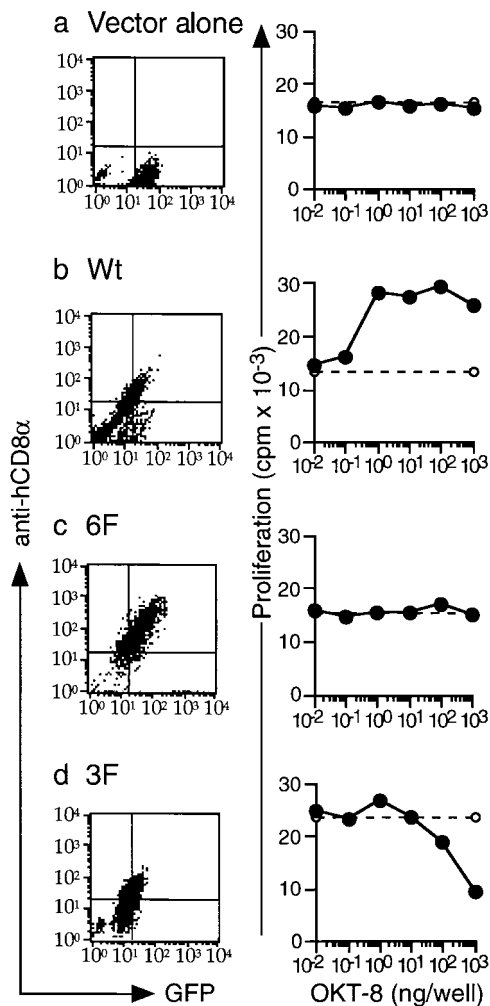 a Vector alone
10⁴
10³
10²
10¹
10⁰
10⁰ 10¹ 10² 10³ 10⁴
30
20
10
0
10⁻² 10⁻¹ 10⁰ 10¹ 10² 10³
b Wt
10⁴
10³
10²
10¹
10⁰
10⁰ 10¹ 10² 10³ 10⁴
30
20
10
0
10⁻² 10⁻¹ 10⁰ 10¹ 10² 10³
c 6F
10⁴
10³
10²
10¹
10⁰
10⁰ 10¹ 10² 10³ 10⁴
30
20
10
0
10⁻² 10⁻¹ 10⁰ 10¹ 10² 10³
d 3F
10⁴
10³
10²
10¹
10⁰
10⁰ 10¹ 10² 10³ 10⁴
30
20
10
0
10⁻² 10⁻¹ 10⁰ 10¹ 10² 10³
anti-hCD8α
GFP
Proliferation (cpm x 10⁻³)
OKT-8 (ng/well)